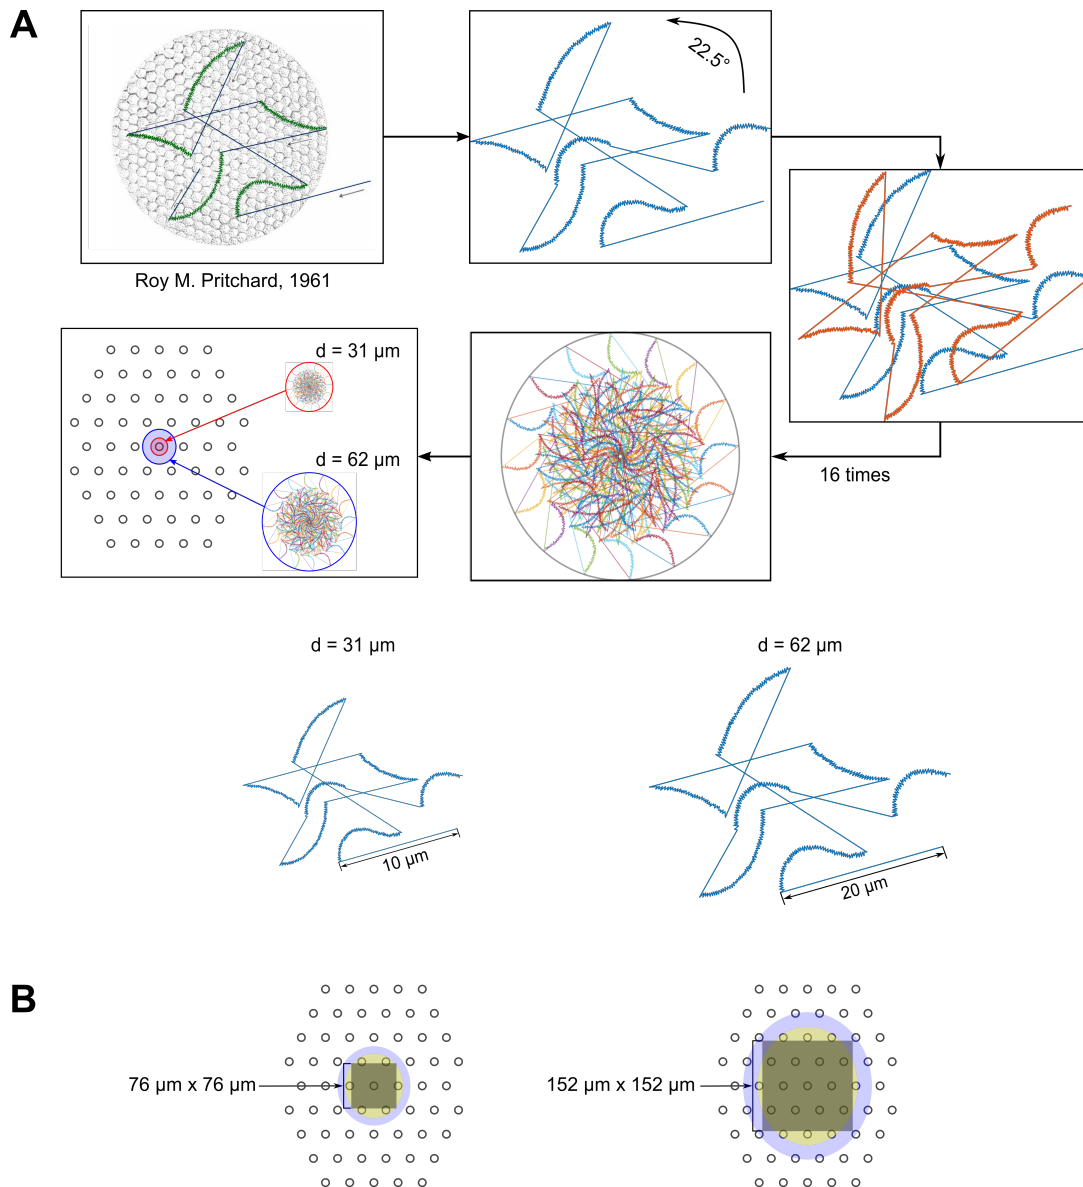 A
22.5°
Roy M. Pritchard, 1961
d = 31 µm
d = 62 µm
16 times
d = 31 µm
d = 62 µm
10 µm
20 µm
B
76 µm x 76 µm
152 µm x 152 µm